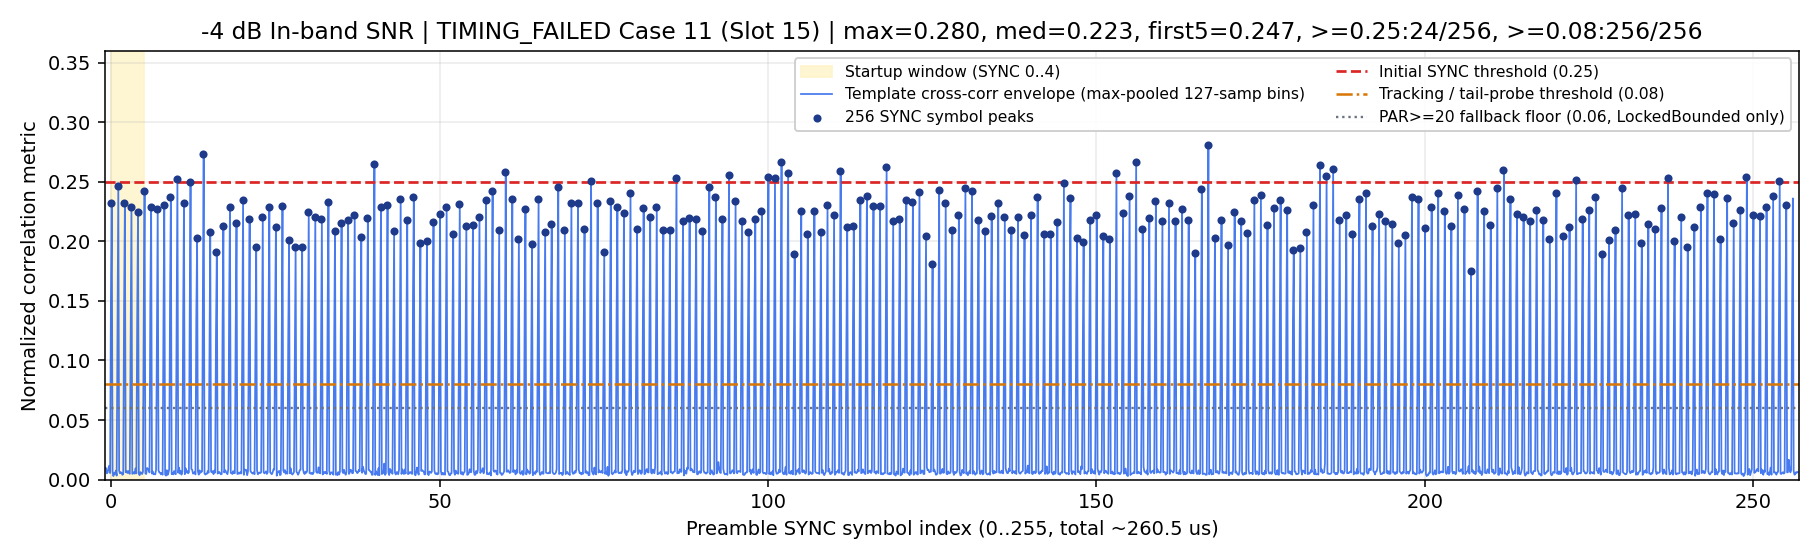 -4 dB In-band SNR | TIMING_FAILED Case 11 (Slot 15) | max=0.280, med=0.223, first5=0.247, >=0.25:24/256, >=0.08:256/256
Normalized correlation metric
0.35
0.30
0.25
0.20
0.15
0.10
0.05
0.00
Startup window (SYNC 0..4)
Template cross-corr envelope (max-pooled 127-samp bins)
256 SYNC symbol peaks
Initial SYNC threshold (0.25)
Tracking / tail-probe threshold (0.08)
PAR>=20 fallback floor (0.06, LockedBounded only)
0
50
100
150
200
250
Preamble SYNC symbol index (0..255, total ~260.5 us)